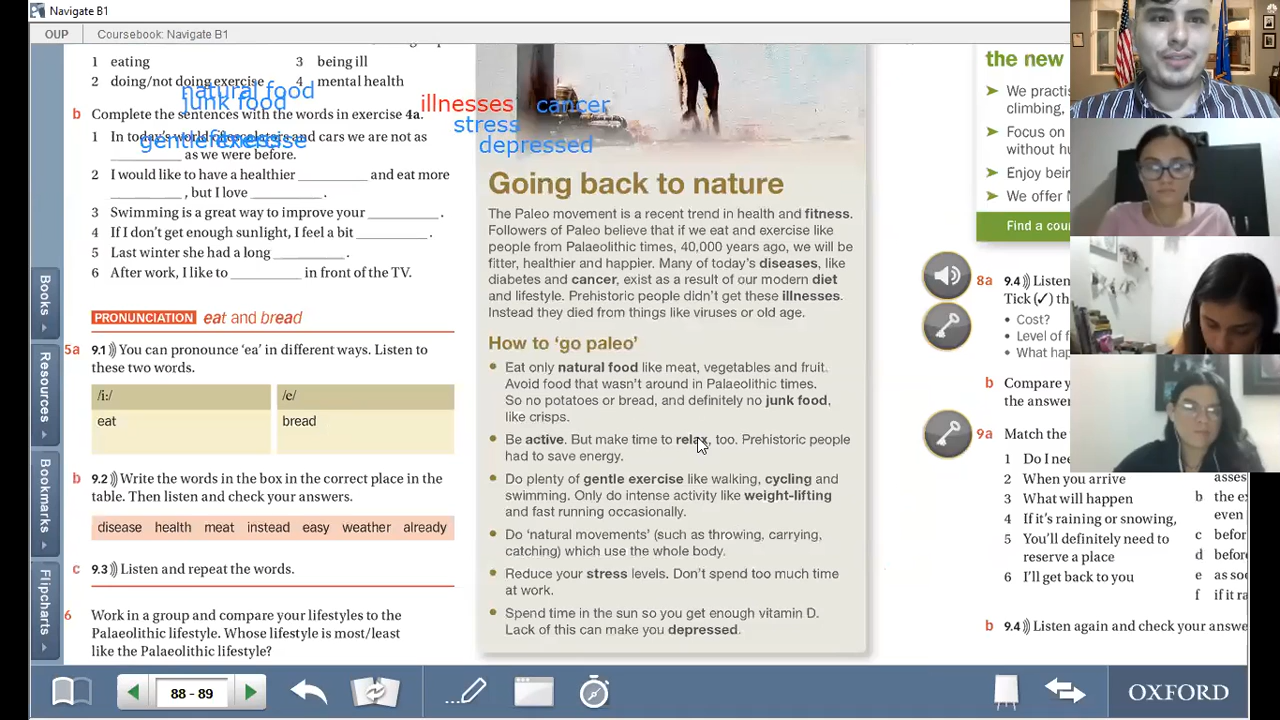 Navigate B1
OUP
Coursebook: Navigate B1
1 eating
3 being ill
2 doing/not doing exercise
4 mental health
natural food
junk food
illnesses
cancer
stress
depressed
gentle exercise
b Complete the sentences with the words in exercise 4a.
1 In today's world of and cars we are not as
__________ as we were before.
2 I would like to have a healthier __________ and eat more
__________, but I love __________.
3 Swimming is a great way to improve your __________.
4 If I don't get enough sunlight, I feel a bit __________.
5 Last winter she had a long __________.
6 After work, I like to __________ in front of the TV.
PRONUNCIATION eat and bread
5a 9.1 You can pronounce 'ea' in different ways. Listen to
these two words.
/iː/
/e/
eat
bread
b 9.2 Write the words in the box in the correct place in the
table. Then listen and check your answers.
disease health meat instead easy weather already
c 9.3 Listen and repeat the words.
6 Work in a group and compare your lifestyles to the
Palaeolithic lifestyle. Whose lifestyle is most/least
like the Palaeolithic lifestyle?
Going back to nature
The Paleo movement is a recent trend in health and fitness.
Followers of Paleo believe that if we eat and exercise like
people from Palaeolithic times, 40,000 years ago, we will be
fitter, healthier and happier. Many of today's diseases, like
diabetes and cancer, exist as a result of our modern diet
and lifestyle. Prehistoric people didn't get these illnesses.
Instead they died from things like viruses or old age.
How to 'go paleo'
• Eat only natural food like meat, vegetables and fruit.
Avoid food that wasn't around in Palaeolithic times.
So no potatoes or bread, and definitely no junk food,
like crisps.
• Be active. But make time to relax, too. Prehistoric people
had to save energy.
• Do plenty of gentle exercise like walking, cycling and
swimming. Only do intense activity like weight-lifting
and fast running occasionally.
• Do 'natural movements' (such as throwing, carrying,
catching) which use the whole body.
• Reduce your stress levels. Don't spend too much time
at work.
• Spend time in the sun so you get enough vitamin D.
Lack of this can make you depressed.
the new
We practis
climbing,
Focus on
without hu
Enjoy bein
We offer
Find a cour
8a 9.4 Listen
Tick (✓) th
• Cost?
• Level of f
• What hap
b Compare y
the answer
9a Match the
1 Do I nee
2 When you arrive
3 What will happen
4 If it's raining or snowing,
5 You'll definitely need to
reserve a place
6 I'll get back to you
asses
b the ex
even
c befor
d befor
e as soo
f if it ra
b 9.4 Listen again and check your answe
Books
Resources
Bookmarks
Flipcharts
88 - 89
OXFORD